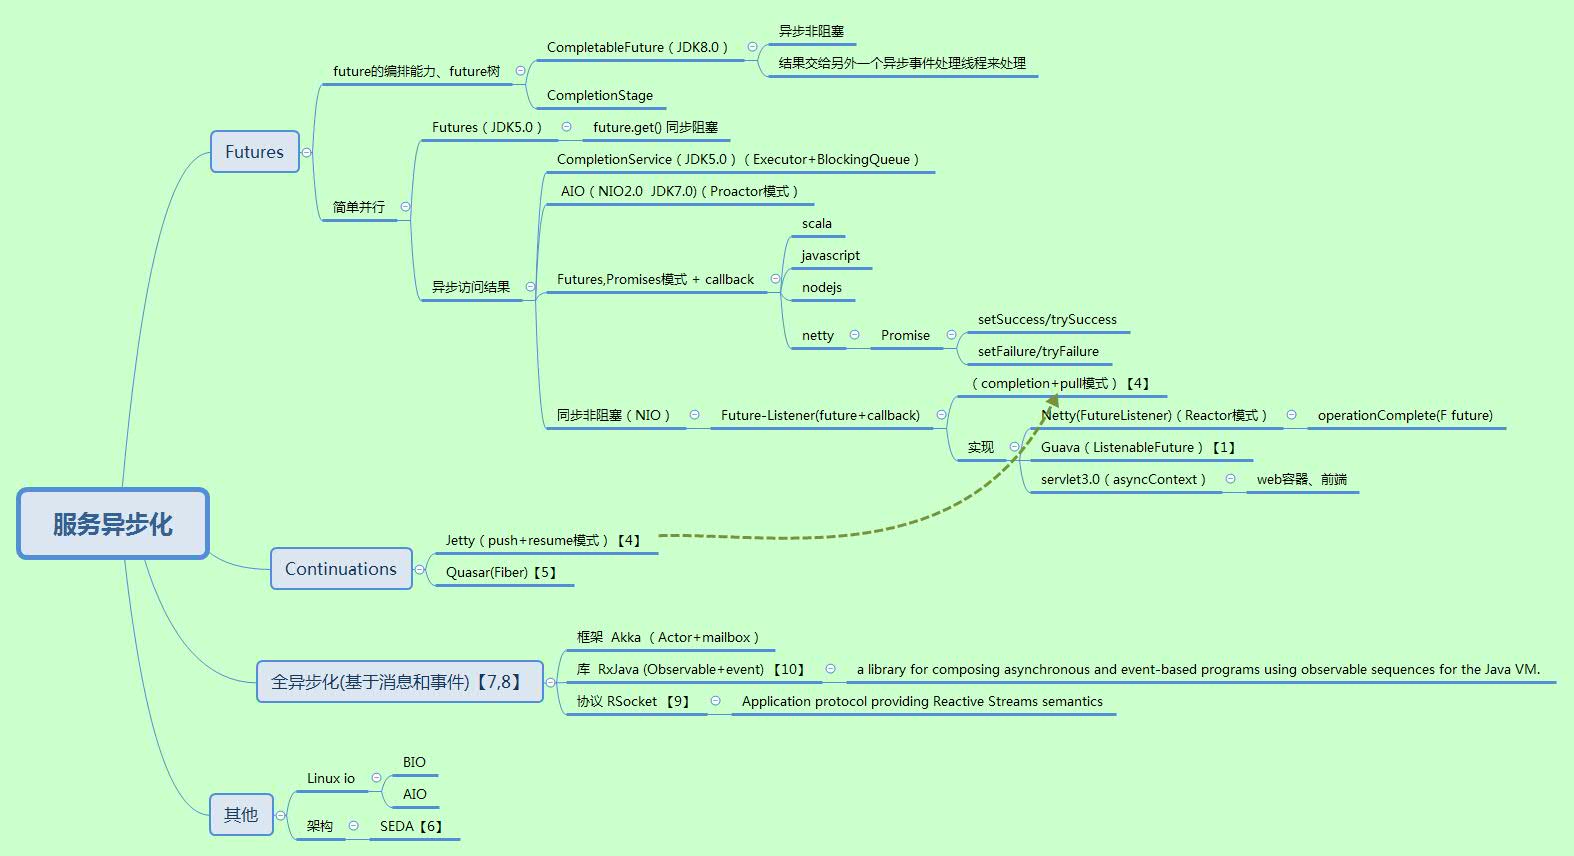 服务异步化
Futures
future的编排能力、future树
CompletableFuture（JDK8.0）
异步非阻塞
结果交给另外一个异步事件处理线程来处理
CompletionStage
简单并行
Futures（JDK5.0）
future.get() 同步阻塞
异步访问结果
CompletionService（JDK5.0）（Executor+BlockingQueue）
AIO（NIO2.0  JDK7.0)（Proactor模式）
Futures,Promises模式 + callback
scala
javascript
nodejs
netty
Promise
setSuccess/trySuccess
setFailure/tryFailure
同步非阻塞（NIO）
Future-Listener(future+callback)
（completion+pull模式）【4】
实现
Netty(FutureListener)（Reactor模式）
operationComplete(F future)
Guava（ListenableFuture）【1】
servlet3.0（asyncContext）
web容器、前端
Continuations
Jetty（push+resume模式）【4】
Quasar(Fiber)【5】
全异步化(基于消息和事件)【7,8】
框架  Akka （Actor+mailbox）
库  RxJava (Observable+event) 【10】
a library for composing asynchronous and event-based programs using observable sequences for the Java VM.
协议 RSocket 【9】
Application protocol providing Reactive Streams semantics
其他
Linux io
BIO
AIO
架构
SEDA【6】